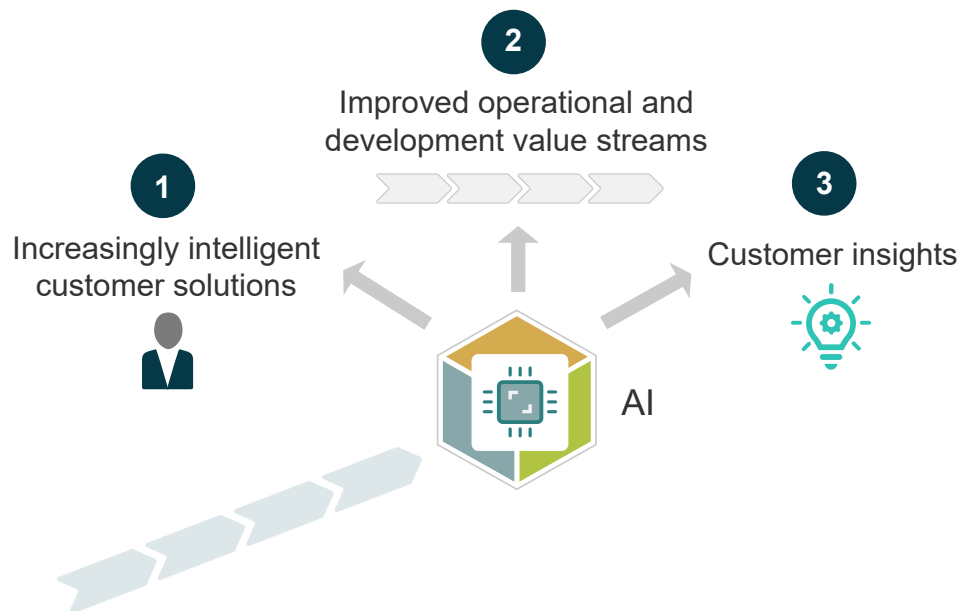 1
Increasingly intelligent
customer solutions
2
Improved operational and
development value streams
3
Customer insights
AI